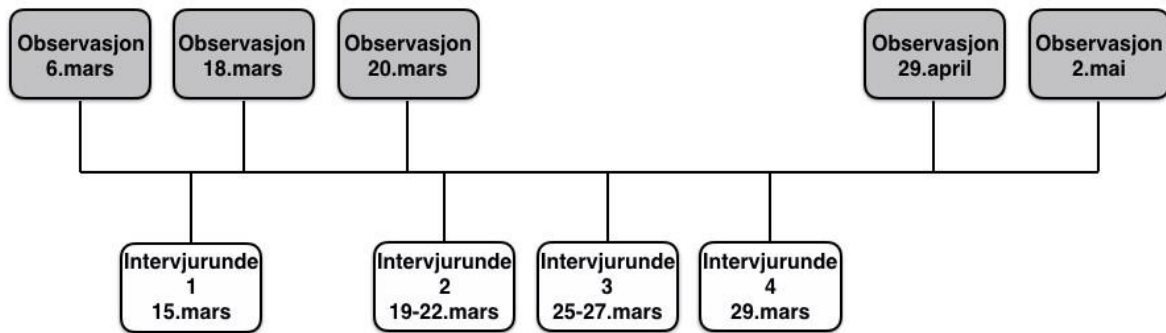 Observasjon
6.mars
Observasjon
18.mars
Observasjon
20.mars
Observasjon
29.april
Observasjon
2.mai
Intervjurunde
1
15.mars
Intervjurunde
2
19-22.mars
Intervjurunde
3
25-27.mars
Intervjurunde
4
29.mars